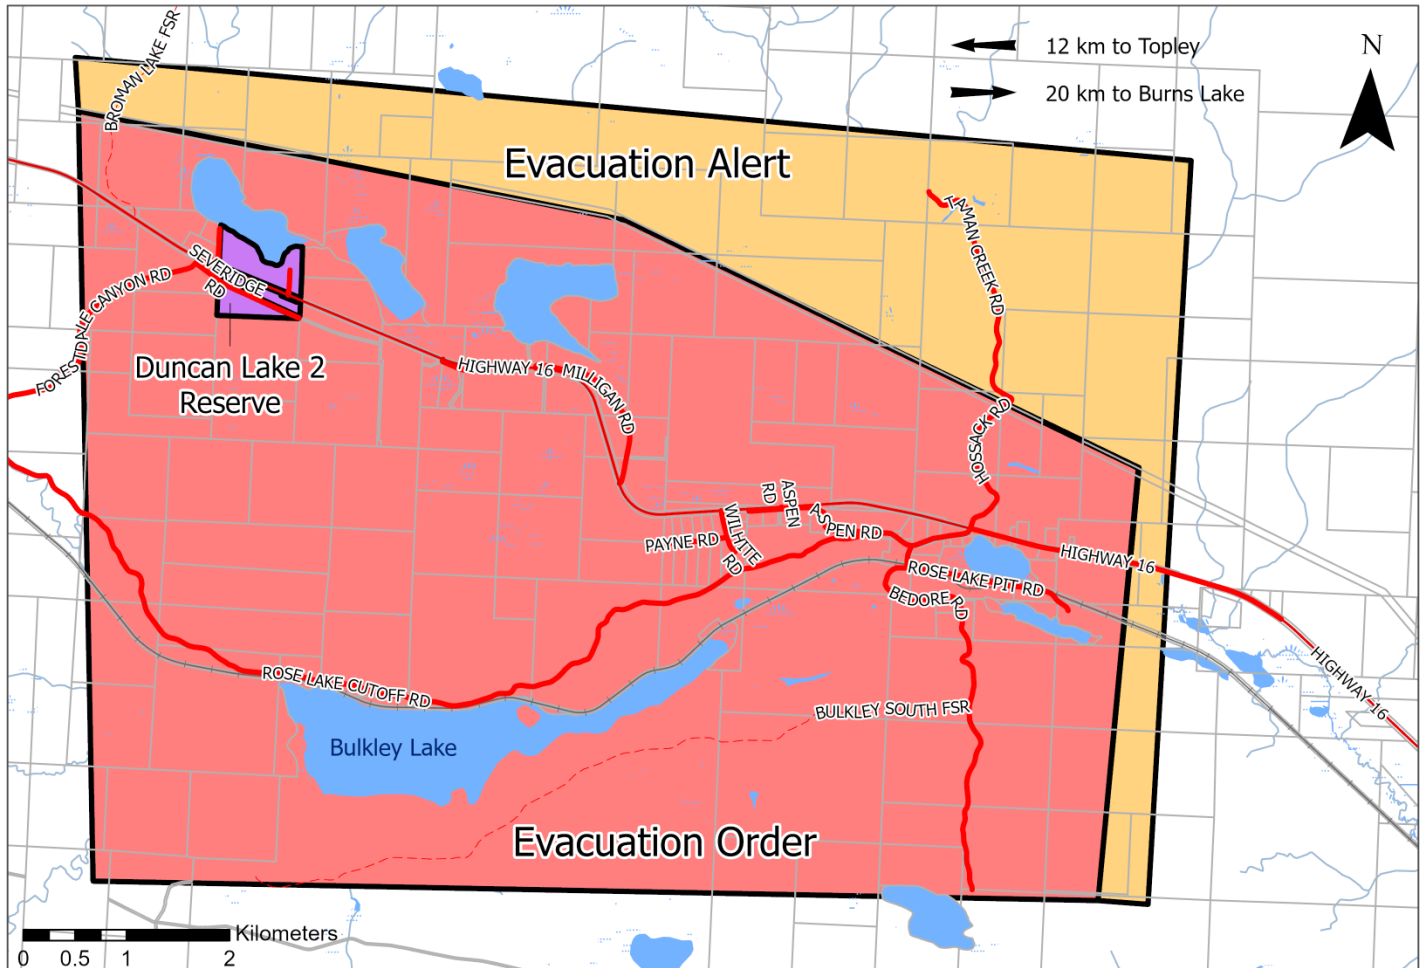 BROMAN LAKE FSR
12 km to Topley
20 km to Burns Lake
N
Evacuation Alert
TAMAN CREEK RD
SEVERIDGE
RD
FORESTDALE CANYON RD
Duncan Lake 2
Reserve
HIGHWAY 16
MILLIGAN RD
HOSSACK RD
ASPEN
RD
ASPEN RD
WILHITE
RD
PAYNE RD
HIGHWAY 16
ROSE LAKE PIT RD
BEDORE RD
HIGHWAY 16
ROSE LAKE CUTOFF RD
BULKLEY SOUTH FSR
Bulkley Lake
Evacuation Order
Kilometers
0 0.5 1 2